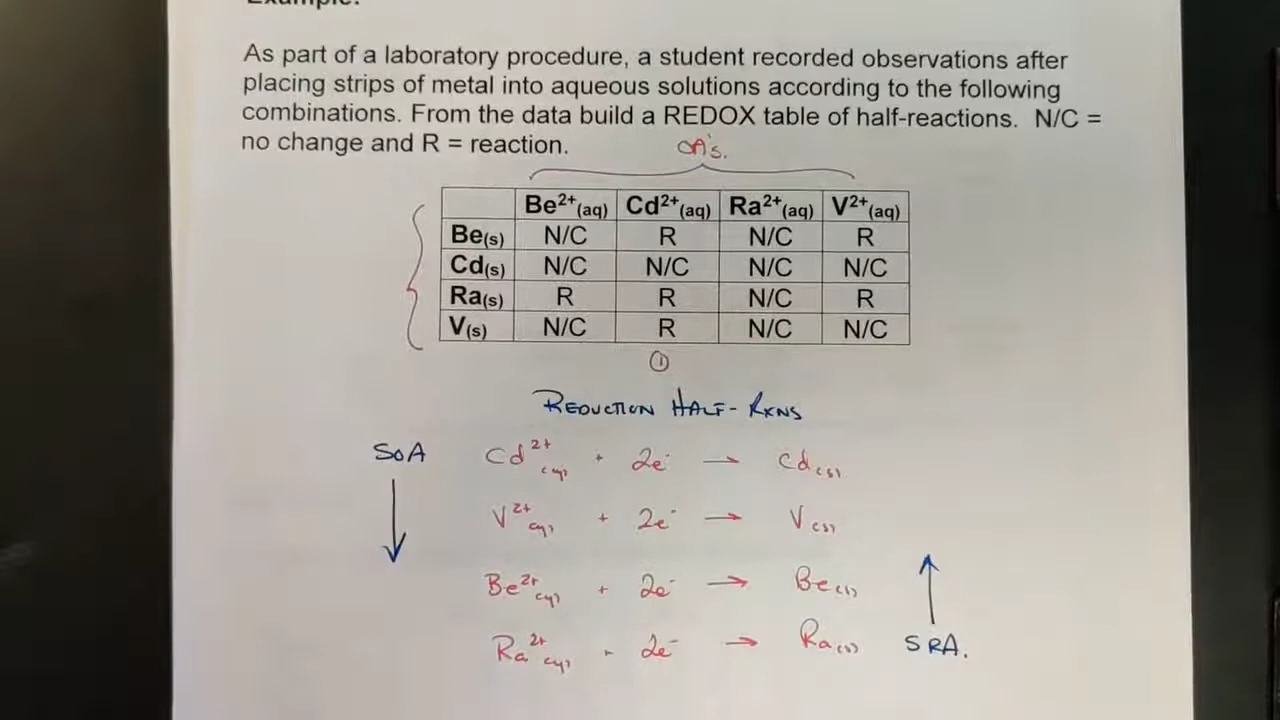 Example:
As part of a laboratory procedure, a student recorded observations after
placing strips of metal into aqueous solutions according to the following
combinations. From the data build a REDOX table of half-reactions. N/C =
no change and R = reaction.
OA's.
Be2+(aq) Cd2+(aq) Ra2+(aq) V2+(aq)
Be(s) N/C R N/C R
Cd(s) N/C N/C N/C N/C
Ra(s) R R N/C R
V(s) N/C R N/C N/C
①
REDUCTION HALF-RXNS
SOA Cd2+(aq) + 2e- → Cd(s)
V2+(aq) + 2e- → V(s)
Be2+(aq) + 2e- → Be(s)
Ra2+(aq) + 2e- → Ra(s) SRA.